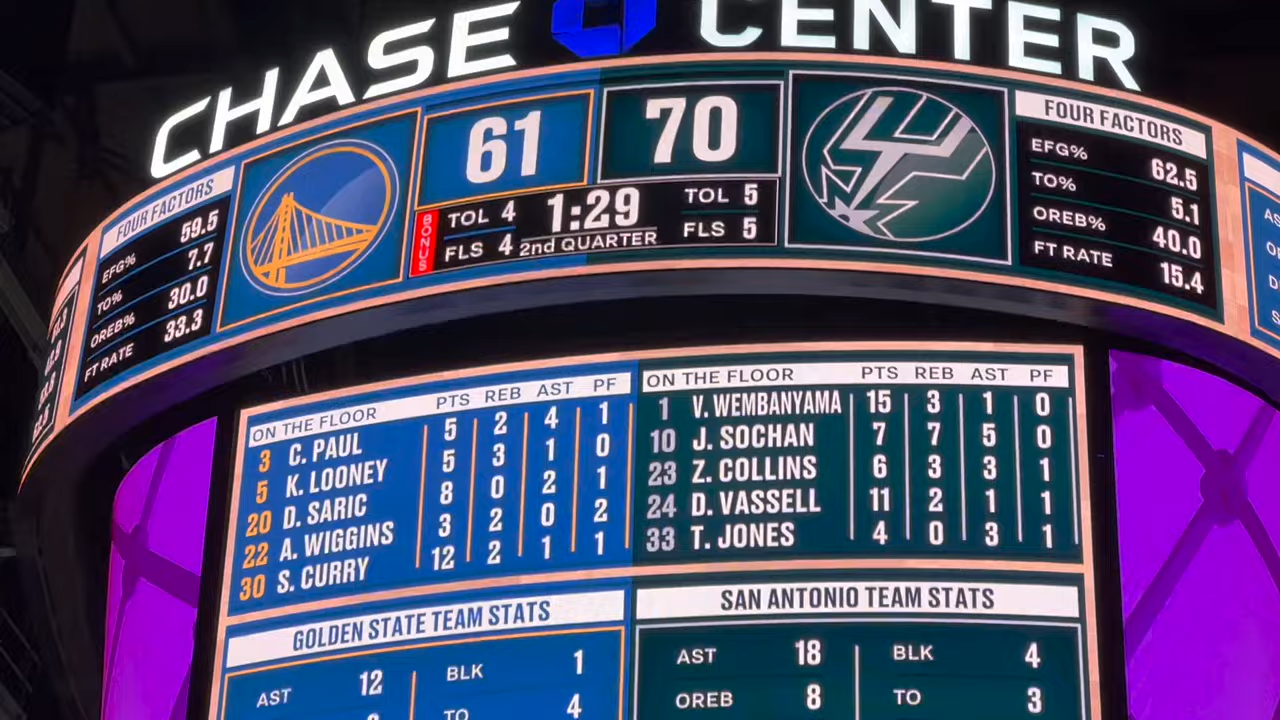 CHASE CENTER
FOUR FACTORS
EFG% 59.5
TO% 7.7
OREB% 30.0
FT RATE 33.3
61
70
BONUS
TOL 4
FLS 4
1:29
2nd QUARTER
TOL 5
FLS 5
FOUR FACTORS
EFG% 62.5
TO% 5.1
OREB% 40.0
FT RATE 15.4
ON THE FLOOR PTS REB AST PF
3 C. PAUL 5 2 4 1
5 K. LOONEY 5 3 1 0
20 D. SARIC 8 0 2 1
22 A. WIGGINS 3 2 0 2
30 S. CURRY 12 2 1 1
ON THE FLOOR PTS REB AST PF
1 V. WEMBANYAMA 15 3 1 0
10 J. SOCHAN 7 7 5 0
23 Z. COLLINS 6 3 3 1
24 D. VASSELL 11 2 1 1
33 T. JONES 4 0 3 1
GOLDEN STATE TEAM STATS
AST 12 BLK 1
TO 4
SAN ANTONIO TEAM STATS
AST 18 BLK 4
OREB 8 TO 3